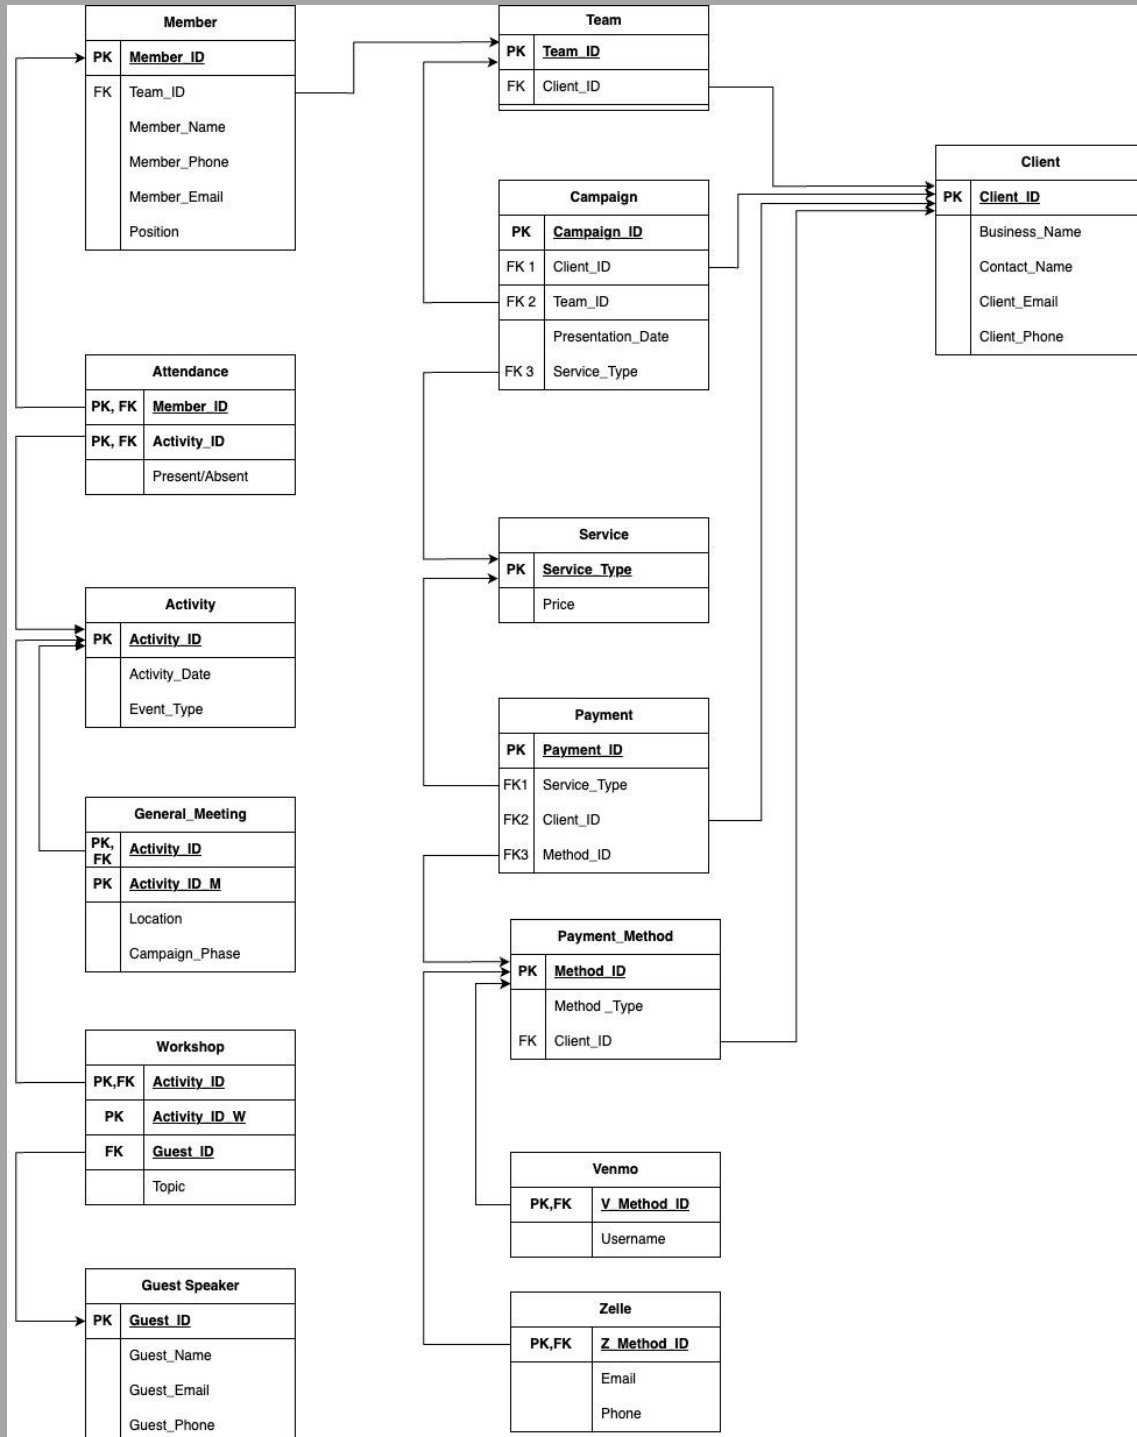 Member
PK Member_ID
FK Team_ID
Member_Name
Member_Phone
Member_Email
Position
Attendance
PK, FK Member_ID
PK, FK Activity_ID
Present/Absent
Activity
PK Activity_ID
Activity_Date
Event_Type
General_Meeting
PK,
FK Activity_ID
PK Activity_ID_M
Location
Campaign_Phase
Workshop
PK,FK Activity_ID
PK Activity_ID_W
FK Guest_ID
Topic
Guest Speaker
PK Guest_ID
Guest_Name
Guest_Email
Guest_Phone
Team
PK Team_ID
FK Client_ID
Campaign
PK Campaign_ID
FK 1 Client_ID
FK 2 Team_ID
Presentation_Date
FK 3 Service_Type
Service
PK Service_Type
Price
Payment
PK Payment_ID
FK1 Service_Type
FK2 Client_ID
FK3 Method_ID
Payment_Method
PK Method_ID
Method _Type
FK Client_ID
Venmo
PK,FK V_Method_ID
Username
Zelle
PK,FK Z_Method_ID
Email
Phone
Client
PK Client_ID
Business_Name
Contact_Name
Client_Email
Client_Phone